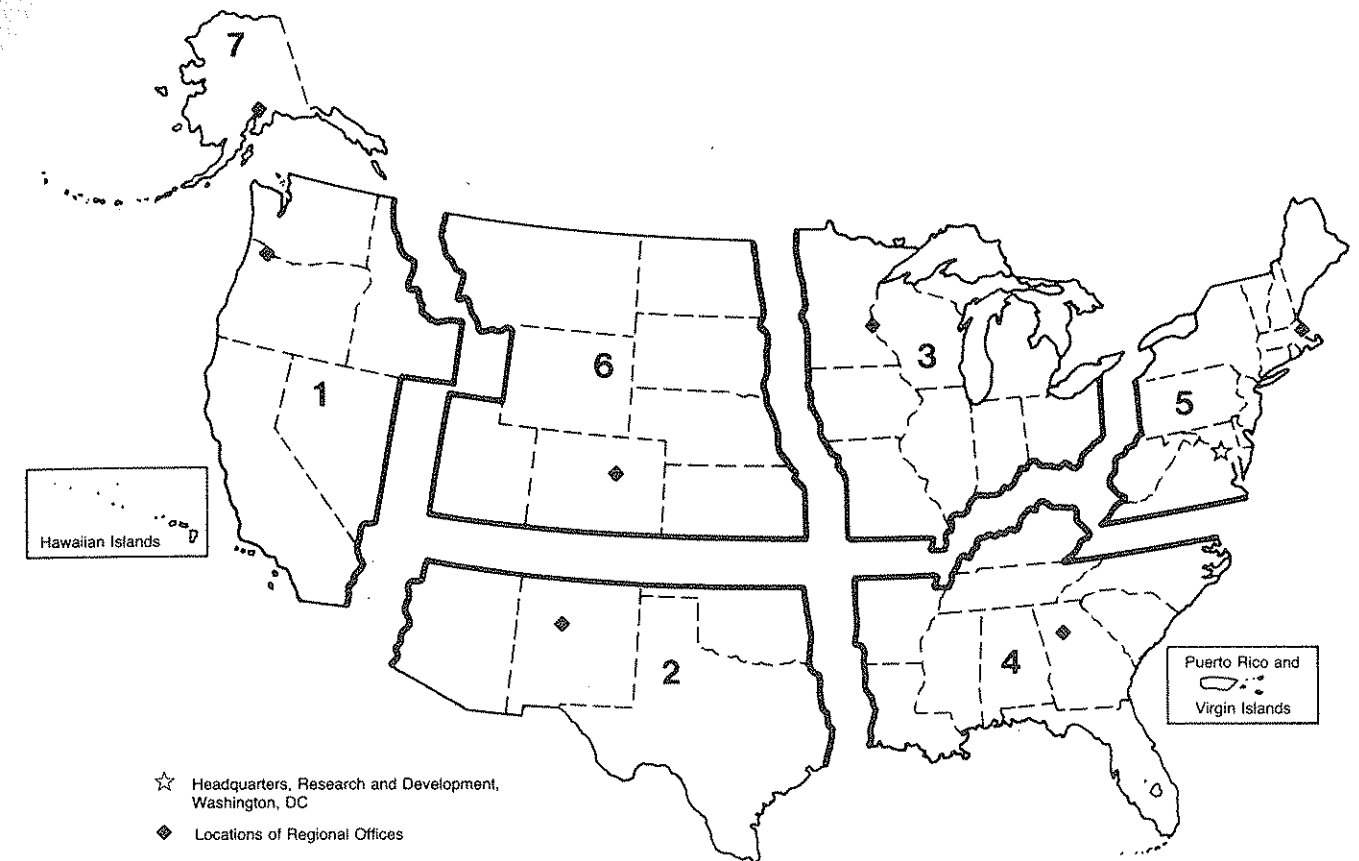 7
6
3
1
5
Hawaiian Islands
4
2
Puerto Rico and
Virgin Islands
Headquarters, Research and Development,
Washington, DC
Locations of Regional Offices